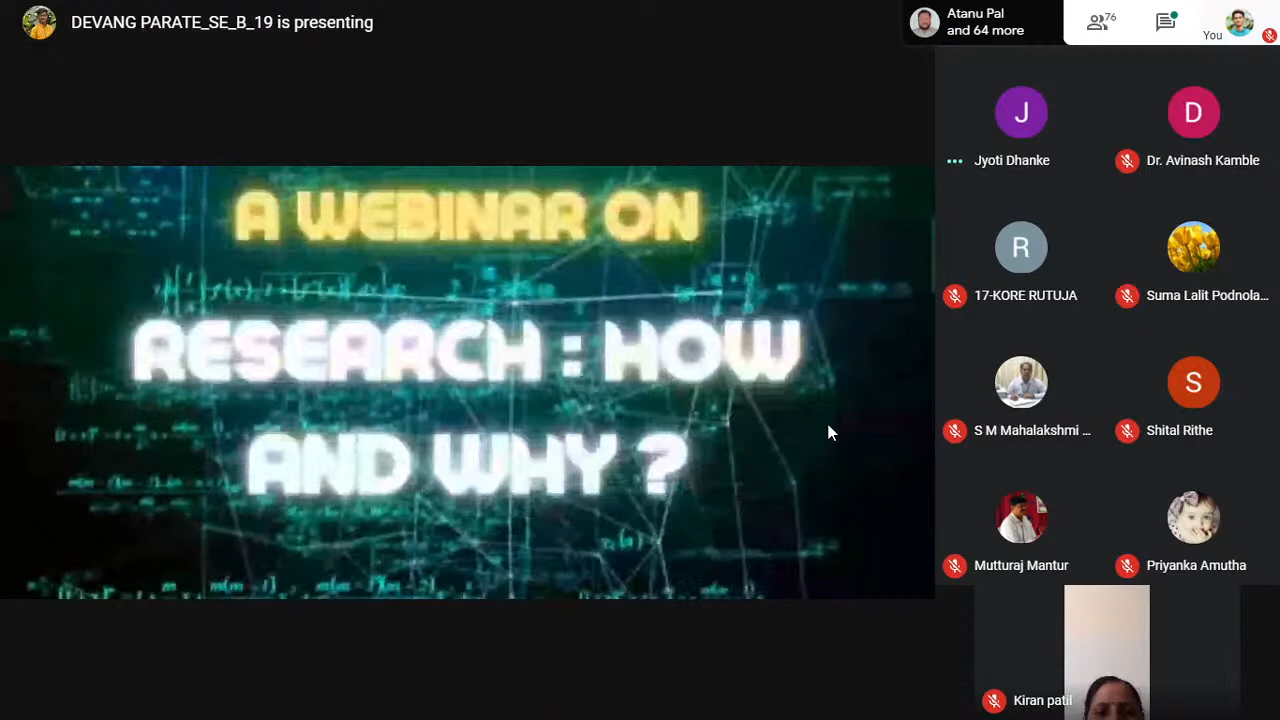 DEVANG PARATE_SE_B_19 is presenting
Atanu Pal
and 64 more
76
You
A WEBINAR ON
RESEARCH : HOW
AND WHY ?
J
Jyoti Dhanke
D
Dr. Avinash Kamble
R
17-KORE RUTUJA
Suma Lalit Podnola...
S M Mahalakshmi ...
S
Shital Rithe
Mutturaj Mantur
Priyanka Amutha
Kiran patil